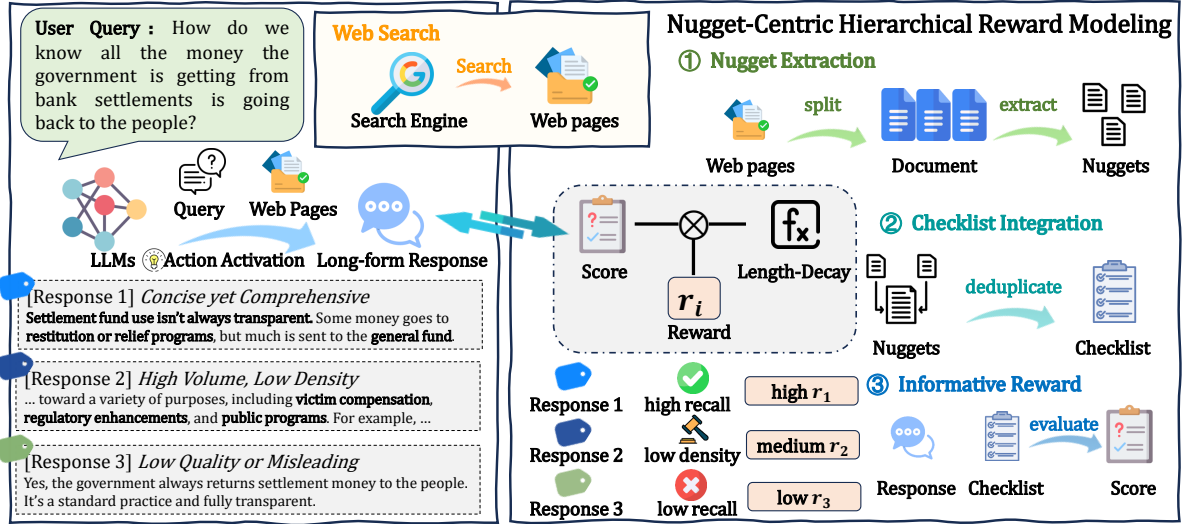 User Query : How do we
know all the money the
government is getting from
bank settlements is going
back to the people?
Web Search
Search
Search Engine
Web pages
Query
Web Pages
LLMs
Action Activation
Long-form Response
[Response 1] Concise yet Comprehensive
Settlement fund use isn't always transparent. Some money goes to
restitution or relief programs, but much is sent to the general fund.
[Response 2] High Volume, Low Density
... toward a variety of purposes, including victim compensation,
regulatory enhancements, and public programs. For example, ...
[Response 3] Low Quality or Misleading
Yes, the government always returns settlement money to the people.
It's a standard practice and fully transparent.
Nugget-Centric Hierarchical Reward Modeling
① Nugget Extraction
split
extract
Web pages
Document
Nuggets
Score
fx
Length-Decay
r_i
Reward
② Checklist Integration
deduplicate
Nuggets
Checklist
Response 1
high recall
high r_1
Response 2
low density
medium r_2
Response 3
low recall
low r_3
③ Informative Reward
evaluate
Response
Checklist
Score